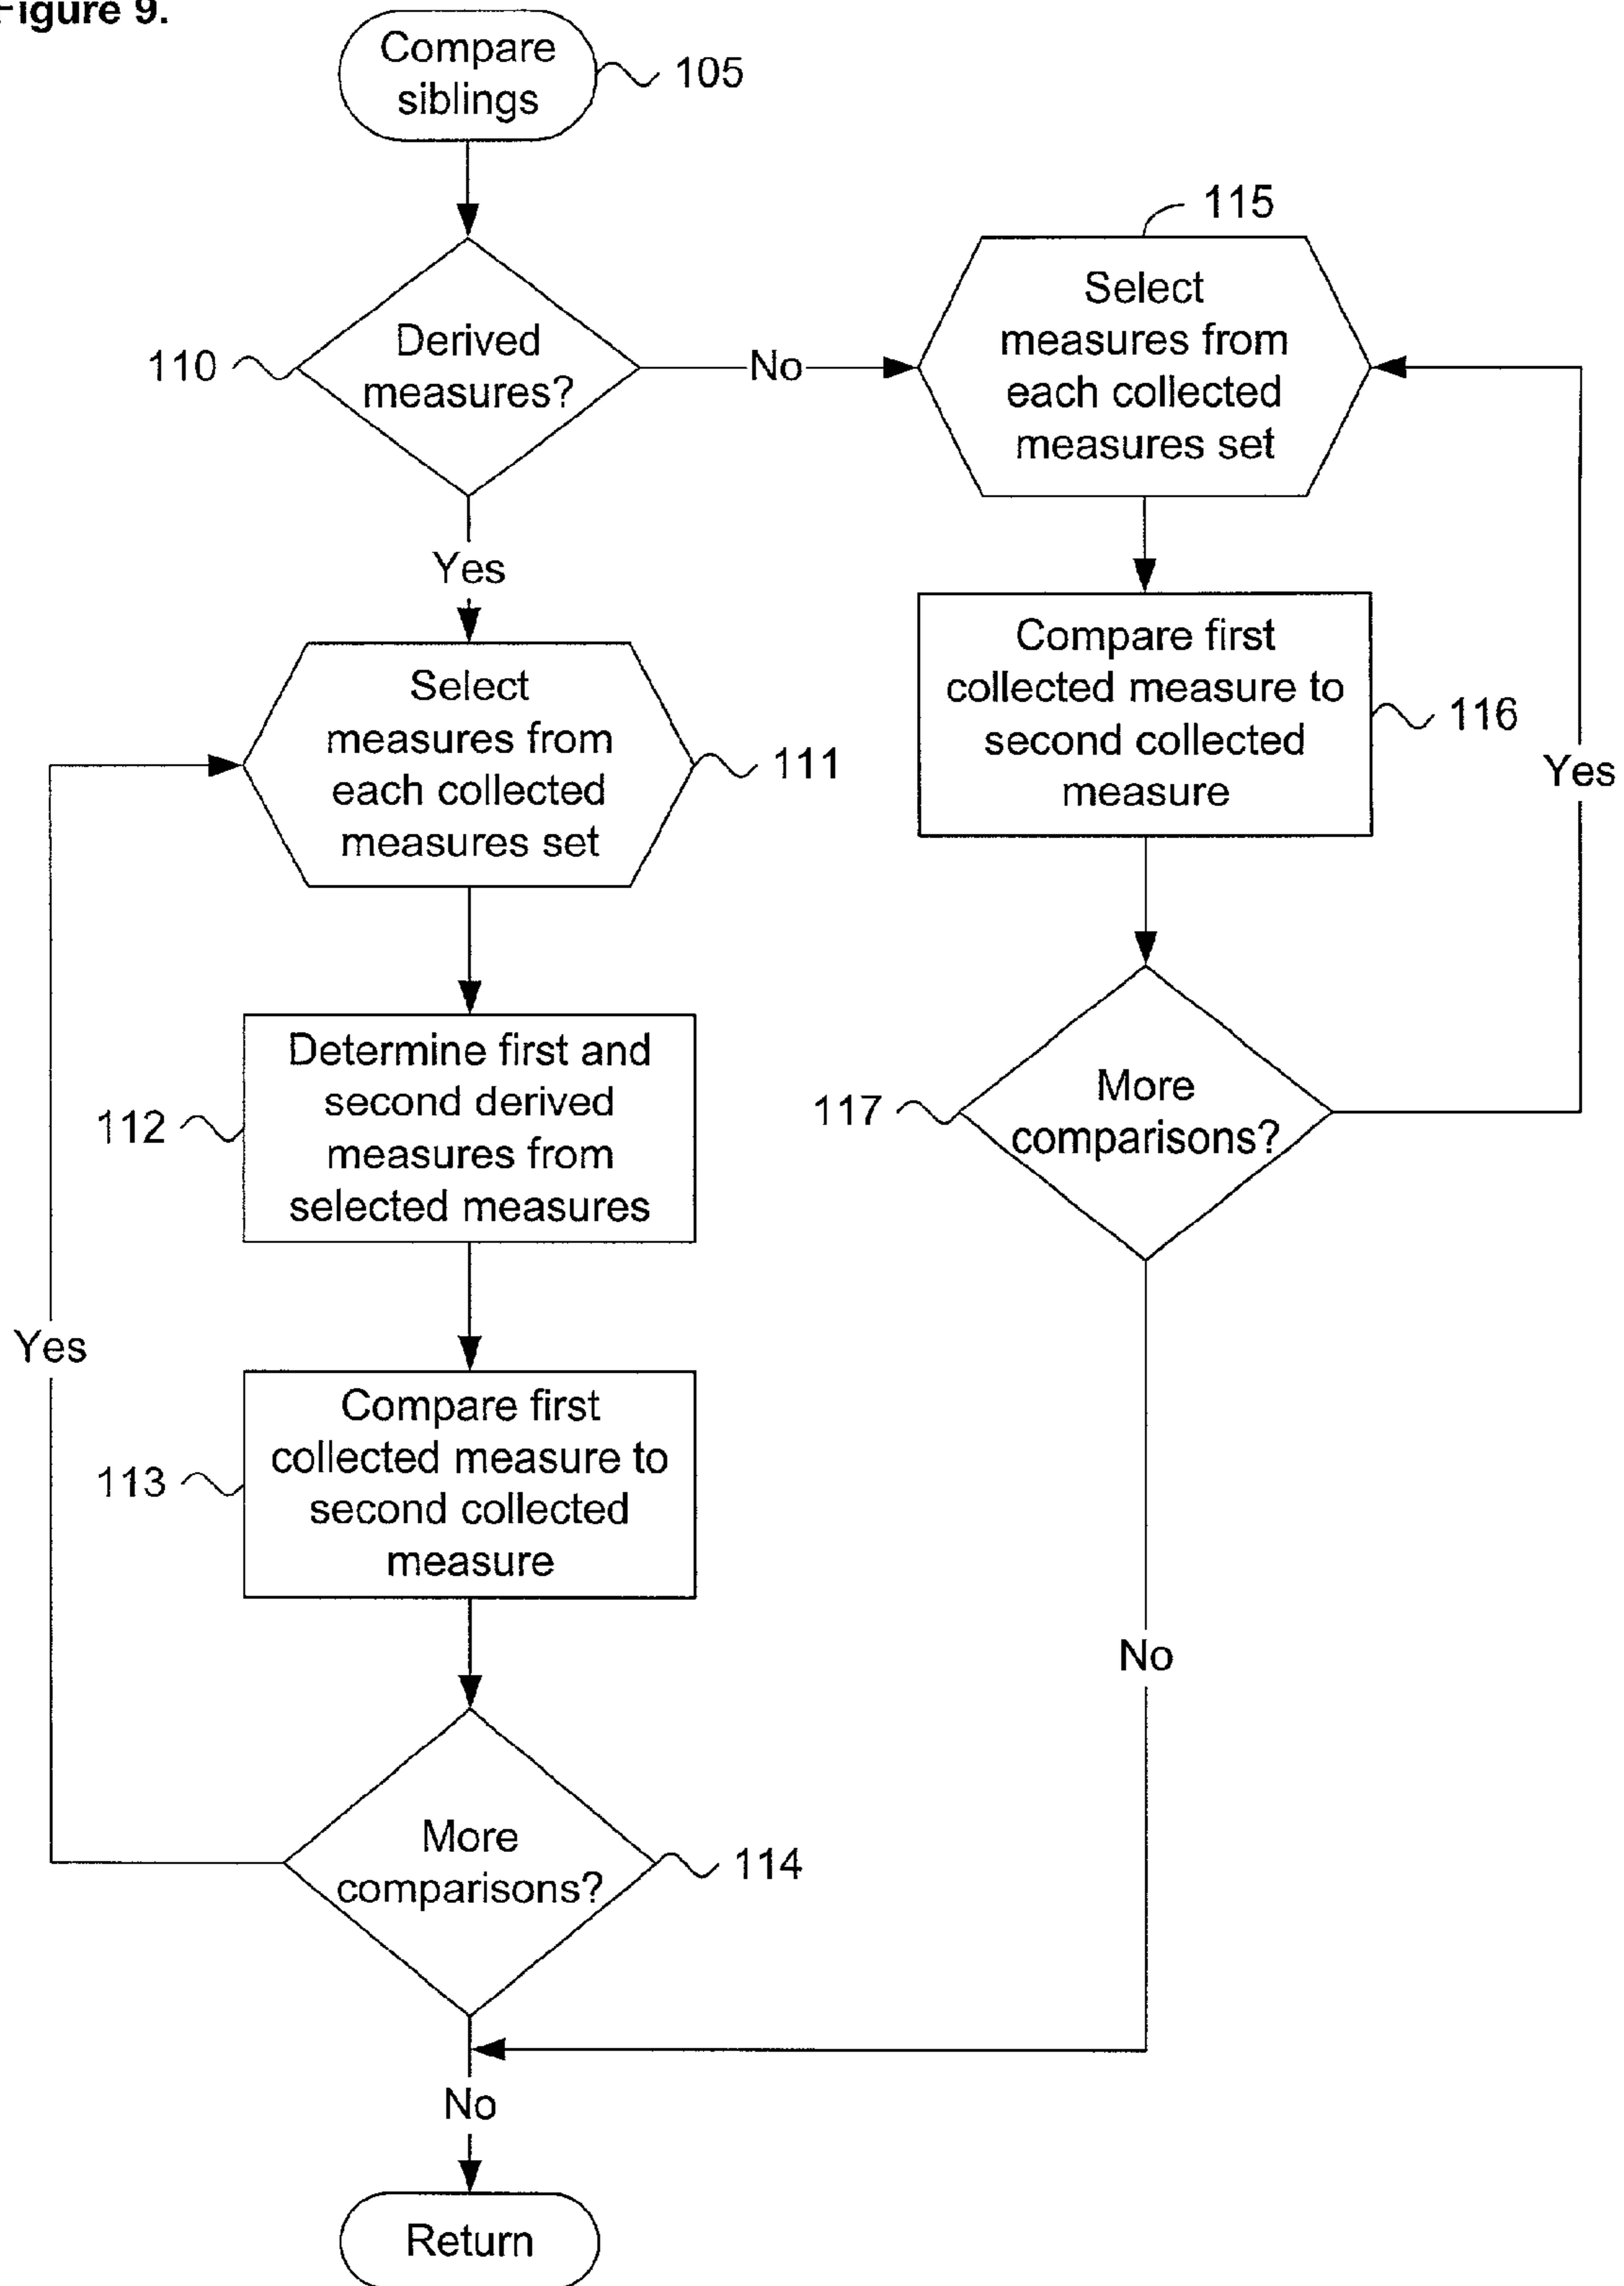 Figure 9.
Compare
siblings
105
110
Derived
measures?
No
Yes
115
Select
measures from
each collected
measures set
Compare first
collected measure to
second collected
measure
116
Yes
117
More
comparisons?
No
Select
measures from
each collected
measures set
111
112
Determine first and
second derived
measures from
selected measures
Yes
113
Compare first
collected measure to
second collected
measure
More
comparisons?
114
No
Return